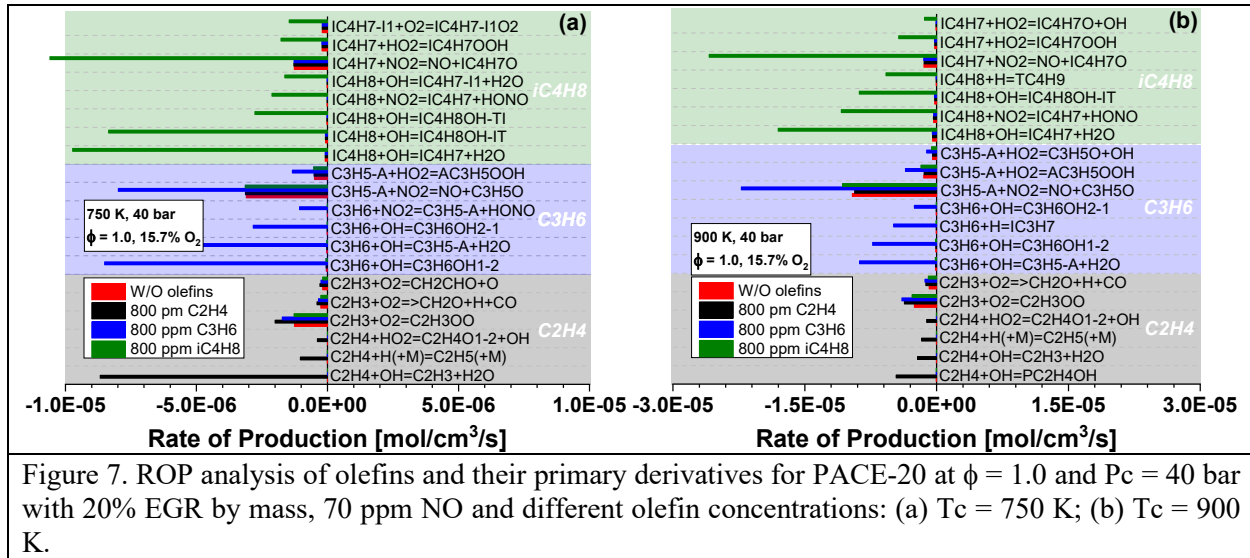 (a)
IC4H7-I1+O2=IC4H7-I1O2
IC4H7+HO2=IC4H7OOH
IC4H7+NO2=NO+IC4H7O
IC4H8+OH=IC4H7-I1+H2O
IC4H8+NO2=IC4H7+HONO
IC4H8+OH=IC4H8OH-TI
IC4H8+OH=IC4H8OH-IT
IC4H8+OH=IC4H7+H2O
iC4H8
C3H5-A+HO2=AC3H5OOH
C3H5-A+NO2=NO+C3H5O
C3H6+NO2=C3H5-A+HONO
C3H6+OH=C3H6OH2-1
C3H6+OH=C3H5-A+H2O
C3H6+OH=C3H6OH1-2
C3H6
750 K, 40 bar
ϕ = 1.0, 15.7% O₂
C2H3+O2=CH2CHO+O
C2H3+O2=>CH2O+H+CO
C2H3+O2=C2H3OO
C2H4+HO2=C2H4O1-2+OH
C2H4+H(+M)=C2H5(+M)
C2H4+OH=C2H3+H2O
C2H4
W/O olefins
800 pm C2H4
800 ppm C3H6
800 ppm iC4H8
-1.0E-05 -5.0E-06 0.0E+00 5.0E-06 1.0E-05
Rate of Production [mol/cm³/s]
(b)
IC4H7+HO2=IC4H7O+OH
IC4H7+HO2=IC4H7OOH
IC4H7+NO2=NO+IC4H7O
IC4H8+H=TC4H9
IC4H8+OH=IC4H8OH-IT
IC4H8+NO2=IC4H7+HONO
IC4H8+OH=IC4H7+H2O
iC4H8
C3H5-A+HO2=C3H5O+OH
C3H5-A+HO2=AC3H5OOH
C3H5-A+NO2=NO+C3H5O
C3H6+OH=C3H6OH2-1
C3H6+H=IC3H7
C3H6+OH=C3H6OH1-2
C3H6+OH=C3H5-A+H2O
C3H6
900 K, 40 bar
ϕ = 1.0, 15.7% O₂
C2H3+O2=>CH2O+H+CO
C2H3+O2=C2H3OO
C2H4+HO2=C2H4O1-2+OH
C2H4+H(+M)=C2H5(+M)
C2H4+OH=C2H3+H2O
C2H4+OH=PC2H4OH
C2H4
W/O olefins
800 ppm C2H4
800 ppm C3H6
800 ppm iC4H8
-3.0E-05 -1.5E-05 0.0E+00 1.5E-05 3.0E-05
Rate of Production [mol/cm³/s]
Figure 7. ROP analysis of olefins and their primary derivatives for PACE-20 at ϕ = 1.0 and Pc = 40 bar
with 20% EGR by mass, 70 ppm NO and different olefin concentrations: (a) Tc = 750 K; (b) Tc = 900
K.